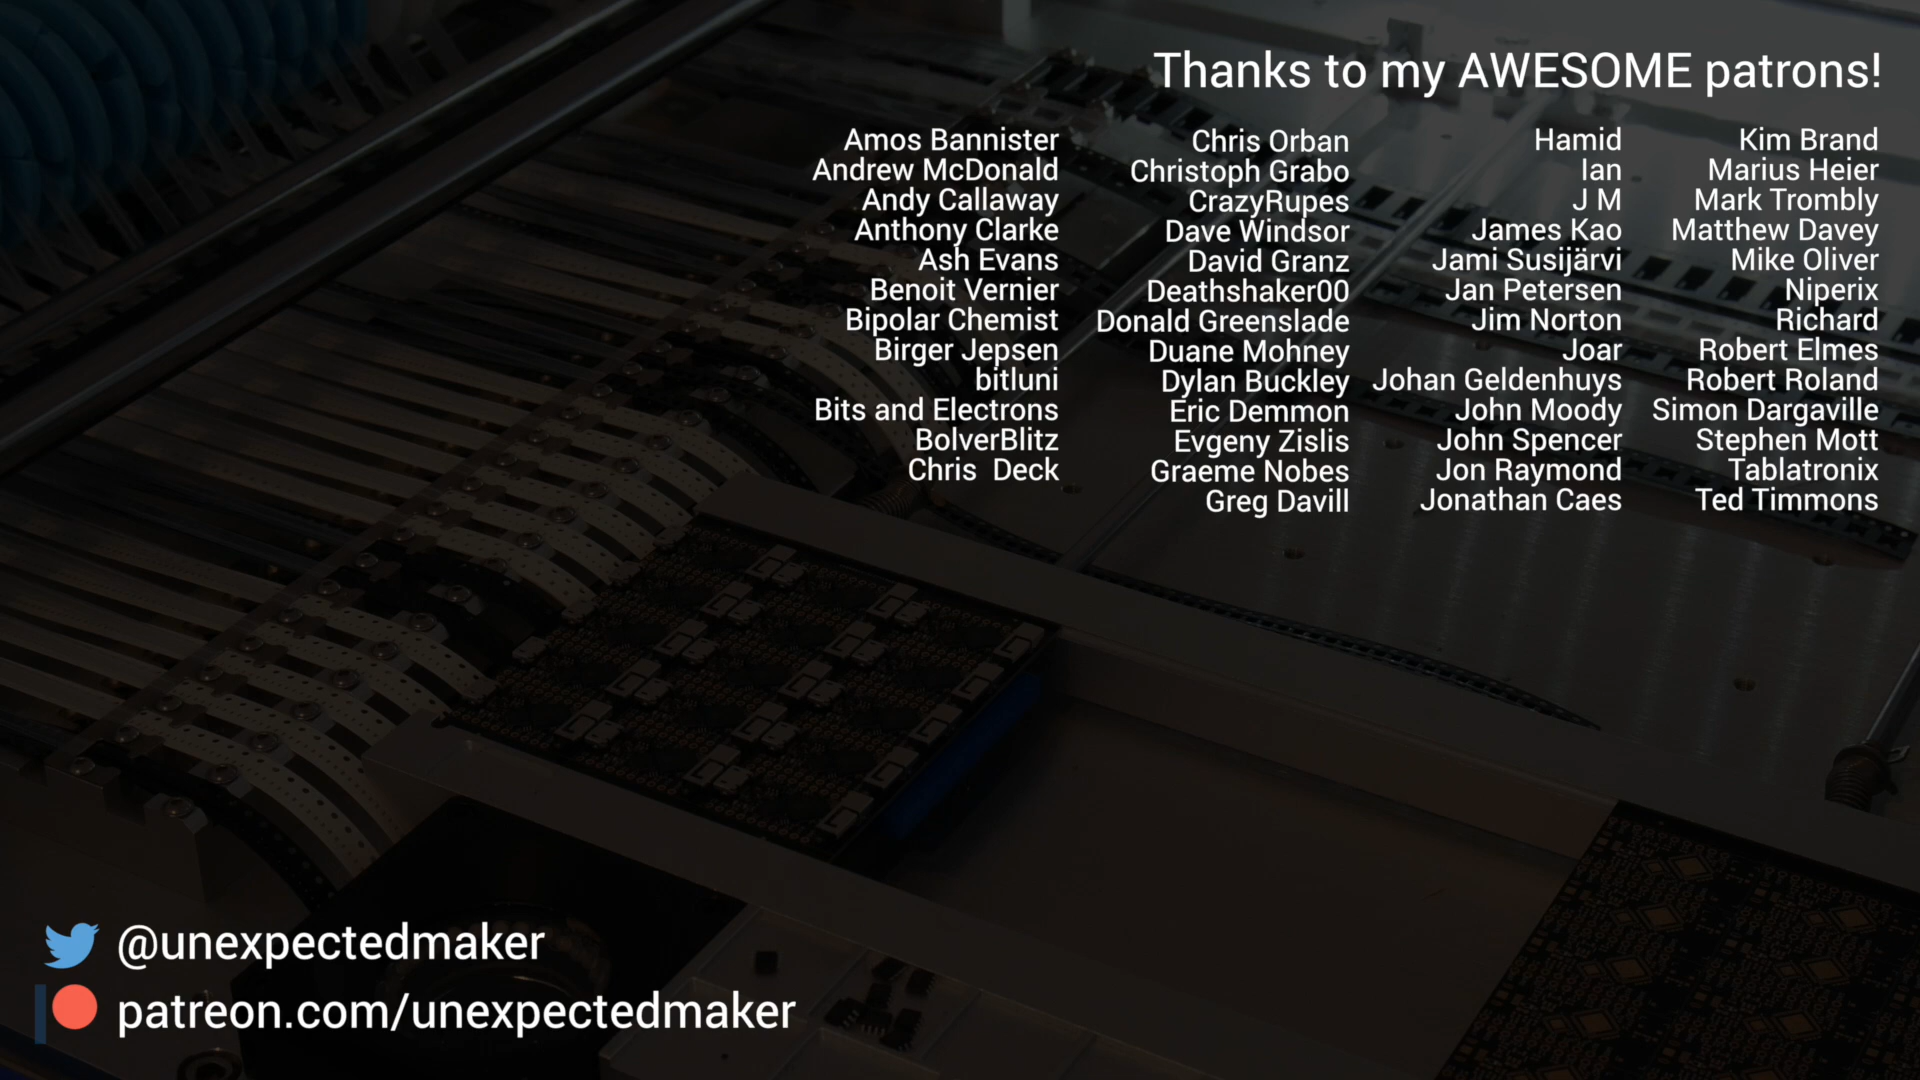 Thanks to my AWESOME patrons!
Amos Bannister
Andrew McDonald
Andy Callaway
Anthony Clarke
Ash Evans
Benoit Vernier
Bipolar Chemist
Birger Jepsen
bitluni
Bits and Electrons
BolverBlitz
Chris  Deck
Chris Orban
Christoph Grabo
CrazyRupes
Dave Windsor
David Granz
Deathshaker00
Donald Greenslade
Duane Mohney
Dylan Buckley
Eric Demmon
Evgeny Zislis
Graeme Nobes
Greg Davill
Hamid
Ian
J M
James Kao
Jami Susijärvi
Jan Petersen
Jim Norton
Joar
Johan Geldenhuys
John Moody
John Spencer
Jon Raymond
Jonathan Caes
Kim Brand
Marius Heier
Mark Trombly
Matthew Davey
Mike Oliver
Niperix
Richard
Robert Elmes
Robert Roland
Simon Dargaville
Stephen Mott
Tablatronix
Ted Timmons
@unexpectedmaker
patreon.com/unexpectedmaker